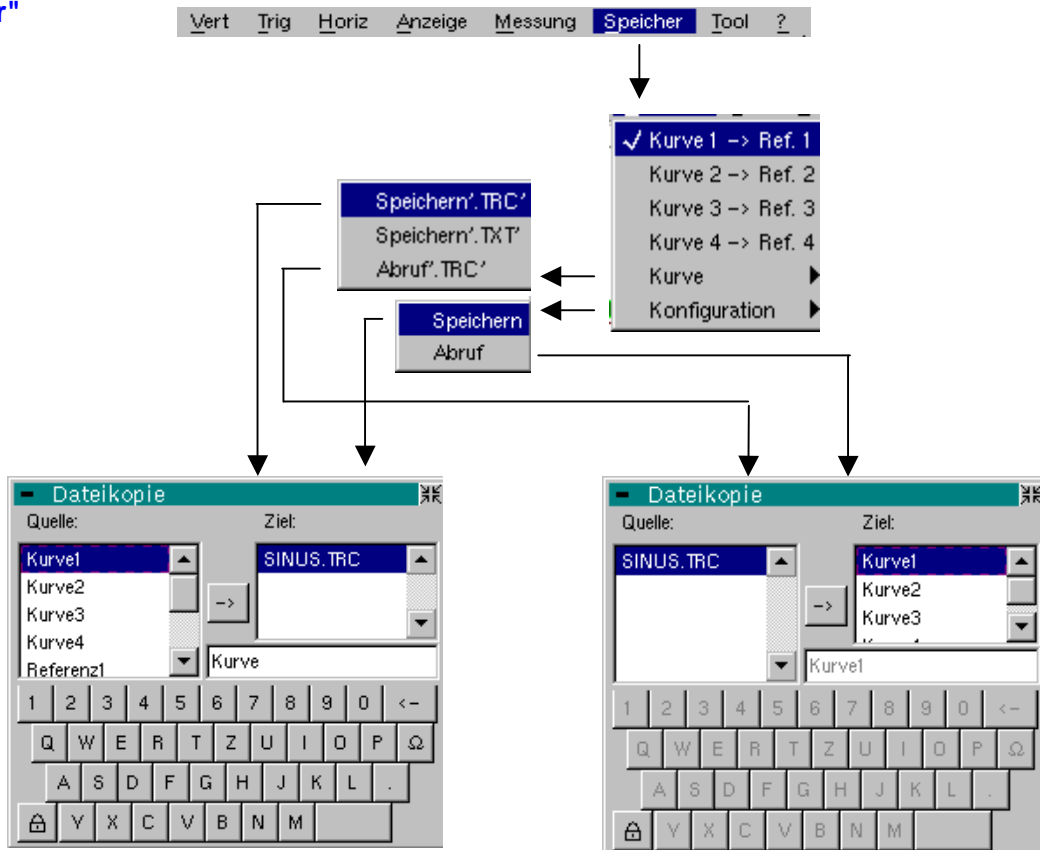 r"
Vert Trig Horiz Anzeige Messung Speicher Tool ?
✓ Kurve 1 –> Ref. 1
Kurve 2 –> Ref. 2
Kurve 3 –> Ref. 3
Kurve 4 –> Ref. 4
Kurve
Konfiguration
Speichern'.TRC'
Speichern'.TXT'
Abruf'.TRC'
Speichern
Abruf
Dateikopie
Quelle: Ziel:
Kurve1
Kurve2
Kurve3
Kurve4
Referenz1
–>
SINUS.TRC
Kurve
1 2 3 4 5 6 7 8 9 0 <–
Q W E R T Z U I O P Ω
A S D F G H J K L .
Y X C V B N M
Dateikopie
Quelle: Ziel:
SINUS.TRC
–>
Kurve1
Kurve2
Kurve3
Kurve1
1 2 3 4 5 6 7 8 9 0 <–
Q W E R T Z U I O P Ω
A S D F G H J K L .
Y X C V B N M